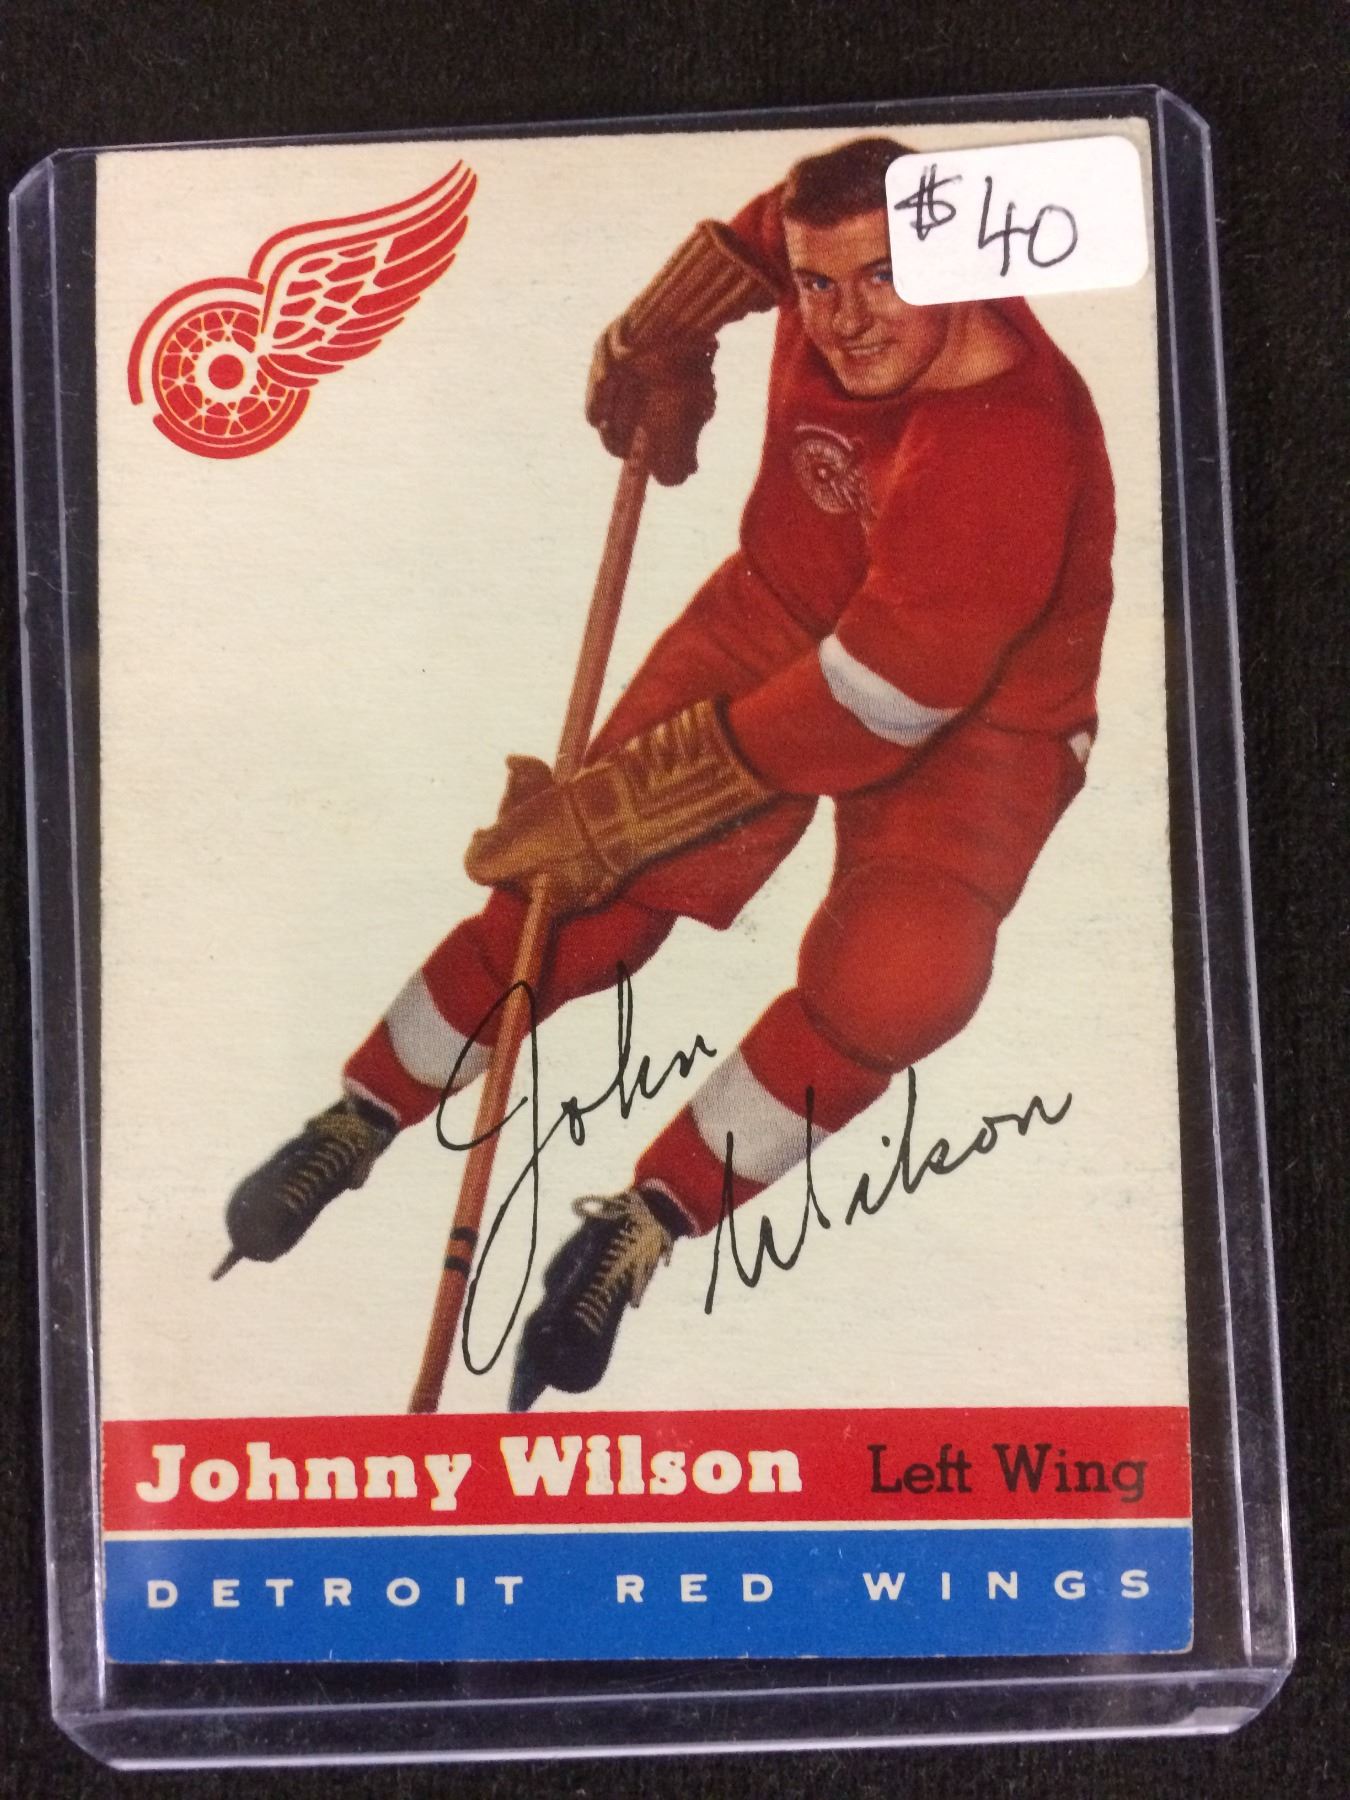 $40
John
Wilson
Johnny Wilson Left Wing
DETROIT RED WINGS